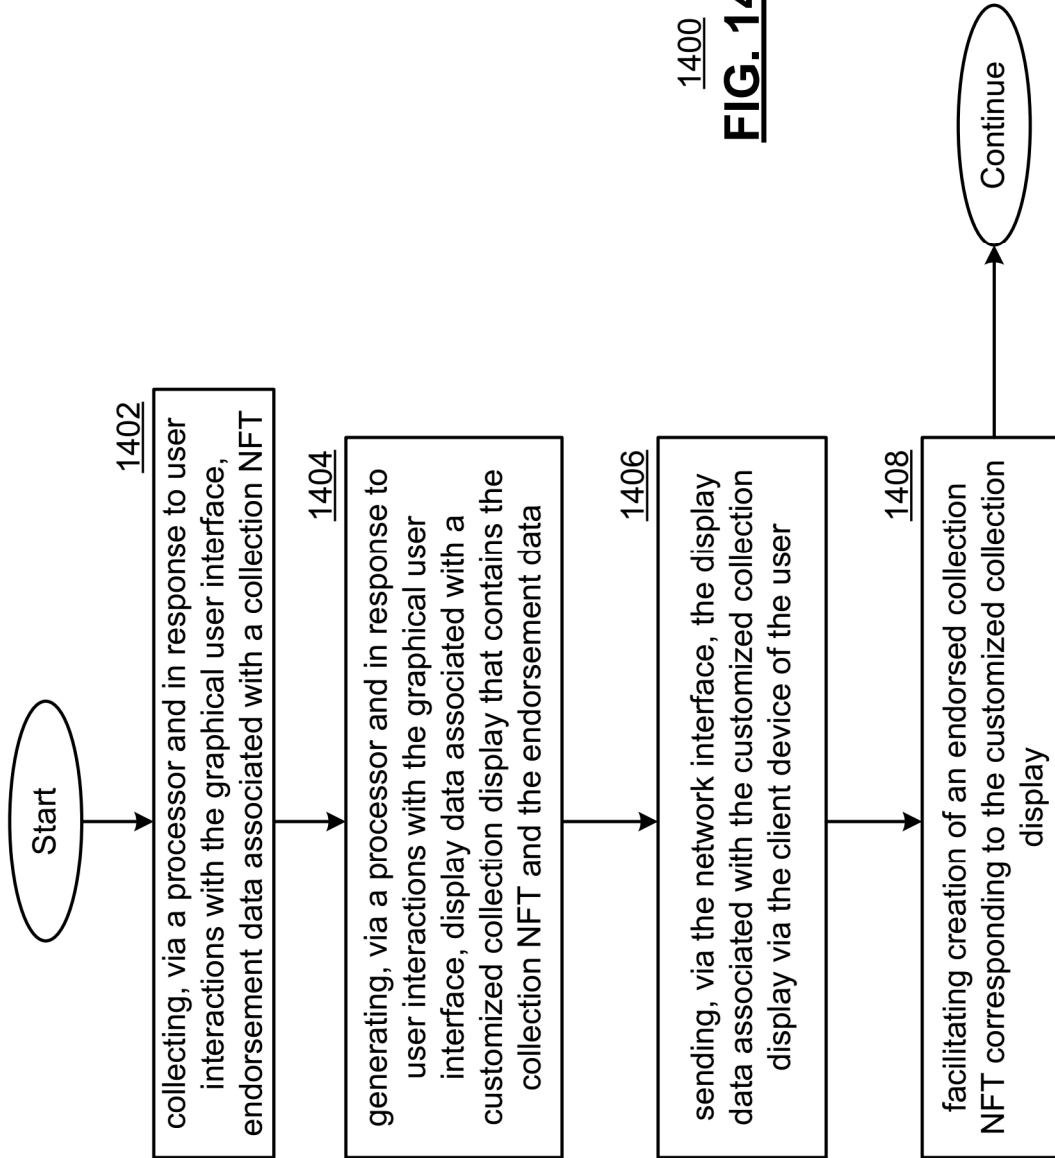 Start
1402
collecting, via a processor and in response to user
interactions with the graphical user interface,
endorsement data associated with a collection NFT
1404
generating, via a processor and in response to
user interactions with the graphical user
interface, display data associated with a
customized collection display that contains the
collection NFT and the endorsement data
1406
sending, via the network interface, the display
data associated with the customized collection
display via the client device of the user
1408
facilitating creation of an endorsed collection
NFT corresponding to the customized collection
display
Continue
1400
FIG. 14